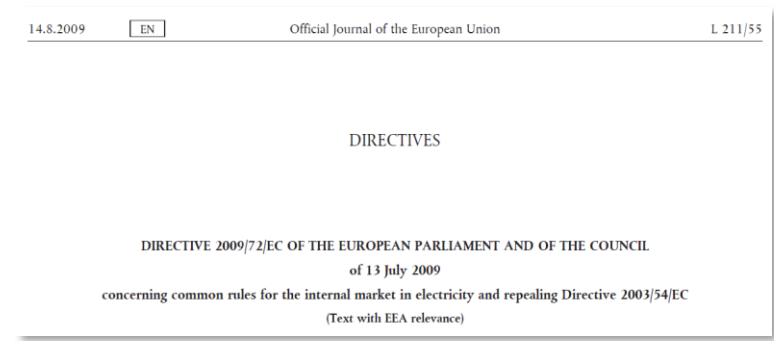 14.8.2009 EN Official Journal of the European Union L 211/55
DIRECTIVES
DIRECTIVE 2009/72/EC OF THE EUROPEAN PARLIAMENT AND OF THE COUNCIL
of 13 July 2009
concerning common rules for the internal market in electricity and repealing Directive 2003/54/EC
(Text with EEA relevance)